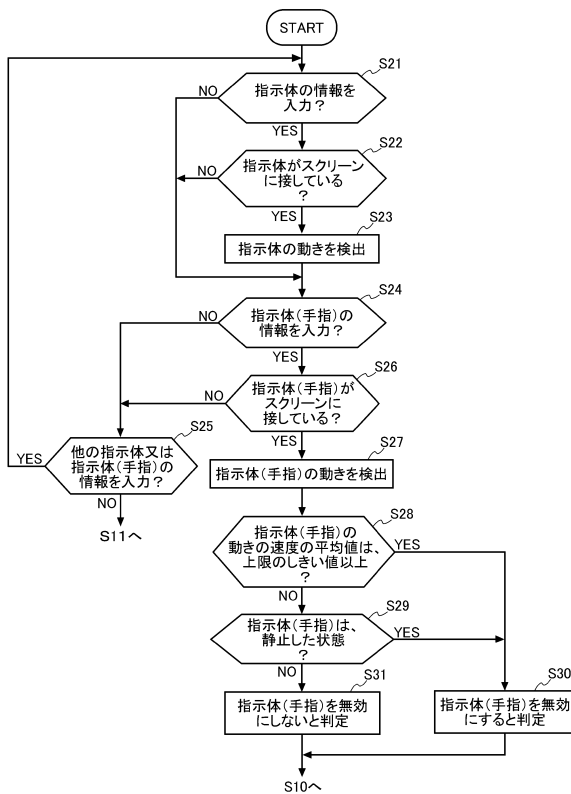 START
S21
指示体の情報を
入力？
NO
YES
S22
指示体がスクリーン
に接している
？
NO
YES
S23
指示体の動きを検出
S24
指示体（手指）の
情報を入力？
NO
YES
S26
指示体（手指）が
スクリーンに
接している？
NO
YES
S25
他の指示体又は
指示体（手指）の
情報を入力？
YES
NO
S11へ
S27
指示体（手指）の動きを検出
S28
指示体（手指）の
動きの速度の平均値は、
上限のしきい値以上
？
YES
NO
S29
指示体（手指）は、
静止した状態
？
YES
NO
S31
指示体（手指）を無効
にしないと判定
S30
指示体（手指）を無効
にすると判定
S10へ